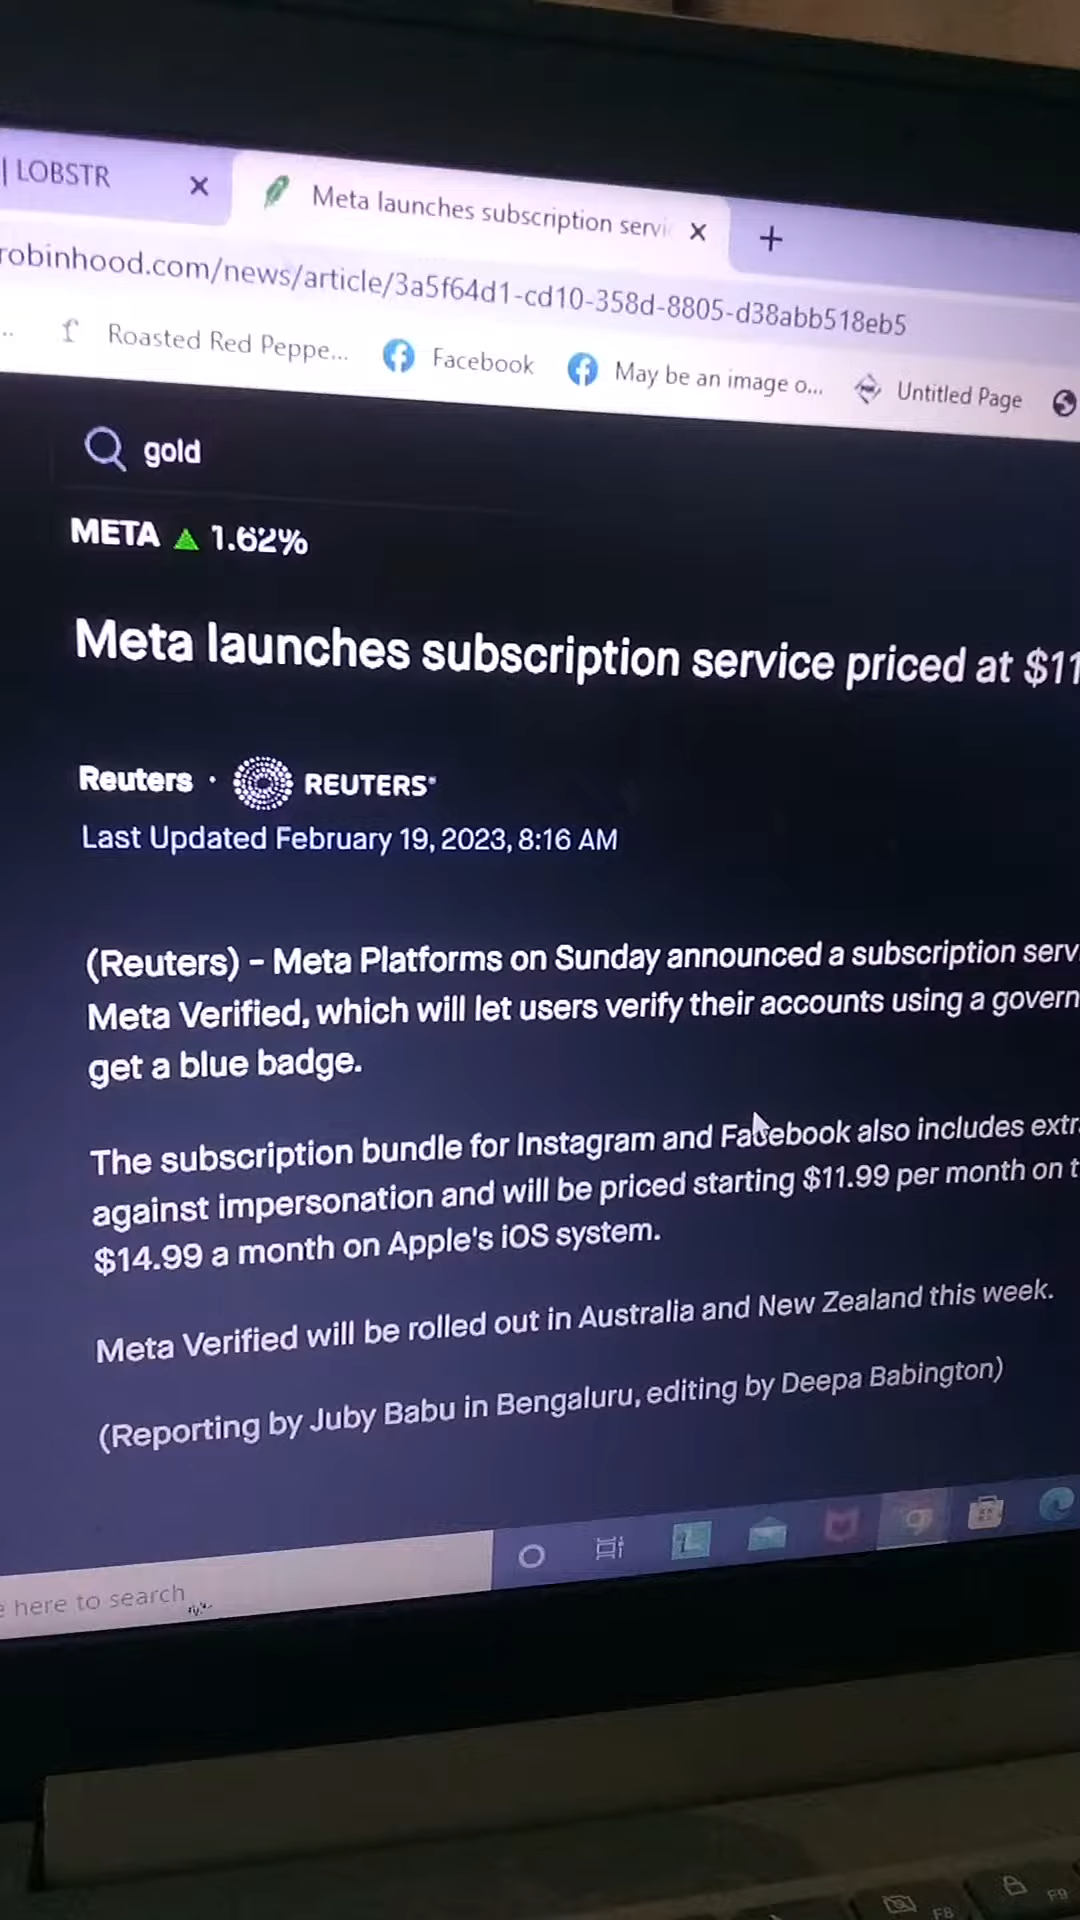 | LOBSTR
Meta launches subscription servi
robinhood.com/news/article/3a5f64d1-cd10-358d-8805-d38abb518eb5
Roasted Red Peppe... Facebook May be an image o... Untitled Page
gold
META ▲ 1.62%
Meta launches subscription service priced at $11
Reuters · REUTERS®
Last Updated February 19, 2023, 8:16 AM
(Reuters) – Meta Platforms on Sunday announced a subscription serv
Meta Verified, which will let users verify their accounts using a govern
get a blue badge.
The subscription bundle for Instagram and Facebook also includes extr
against impersonation and will be priced starting $11.99 per month on t
$14.99 a month on Apple's iOS system.
Meta Verified will be rolled out in Australia and New Zealand this week.
(Reporting by Juby Babu in Bengaluru, editing by Deepa Babington)
here to search
F8 F9